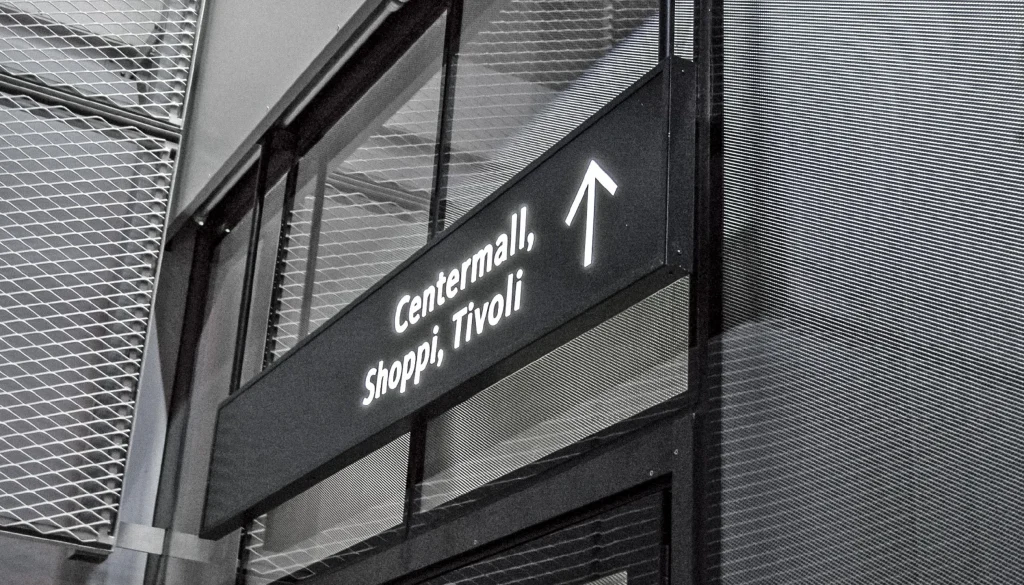 Centermall,
Shoppi, Tivoli